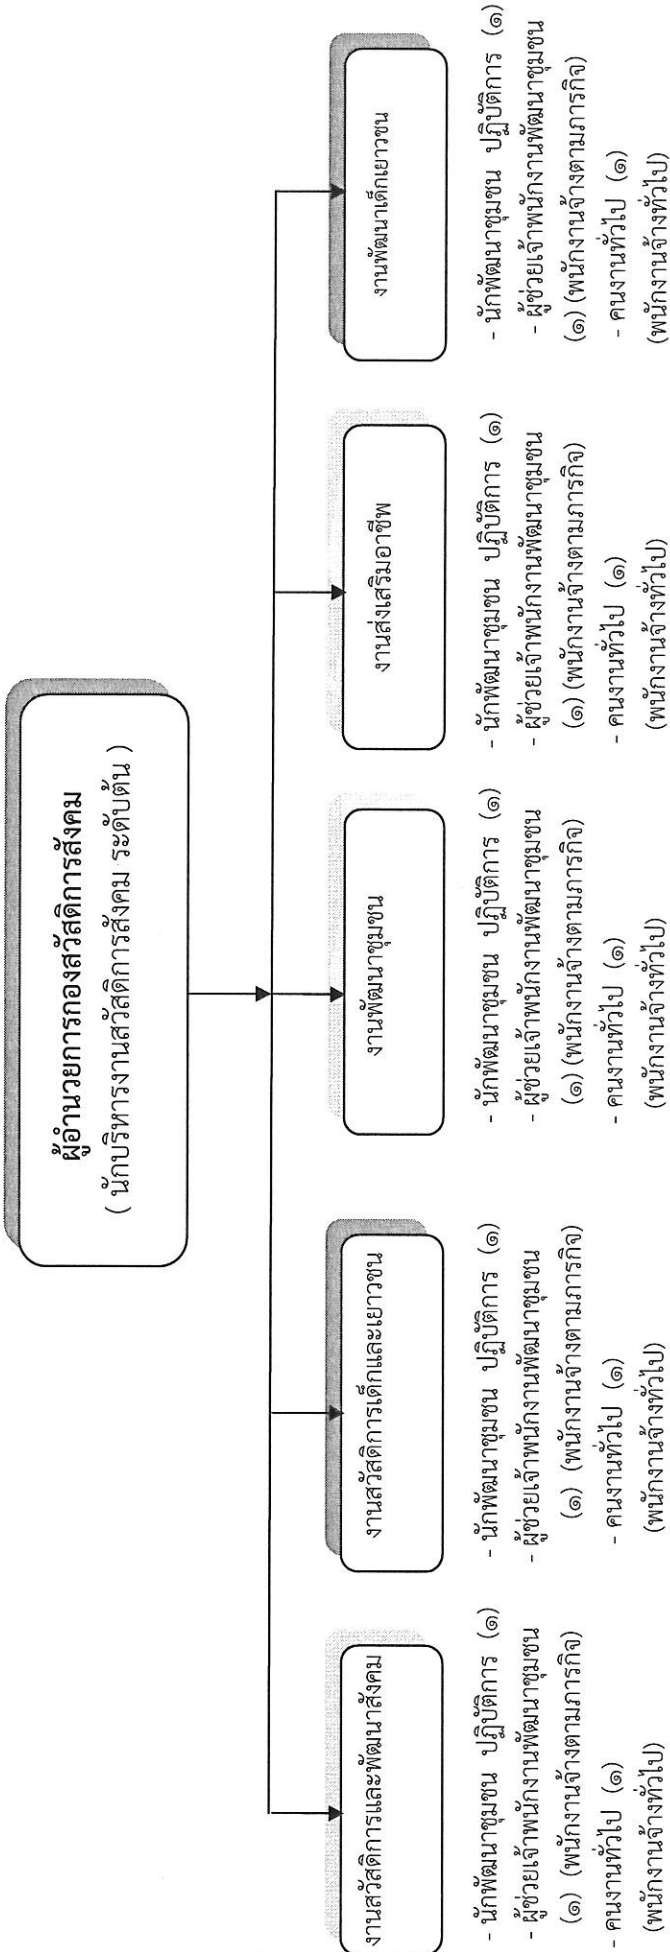 ผู้อำนวยการกองสวัสดิการสังคม
( นักบริหารงานสวัสดิการสังคม ระดับต้น )
งานสวัสดิการและพัฒนาสังคม
- นักพัฒนาชุมชน ปฏิบัติการ (๑)
- ผู้ช่วยเจ้าพนักงานพัฒนาชุมชน
(๑) (พนักงานจ้างตามภารกิจ)
- คนงานทั่วไป (๑)
(พนักงานจ้างทั่วไป)
งานสวัสดิการเด็กและเยาวชน
- นักพัฒนาชุมชน ปฏิบัติการ (๑)
- ผู้ช่วยเจ้าพนักงานพัฒนาชุมชน
(๑) (พนักงานจ้างตามภารกิจ)
- คนงานทั่วไป (๑)
(พนักงานจ้างทั่วไป)
งานพัฒนาชุมชน
- นักพัฒนาชุมชน ปฏิบัติการ (๑)
- ผู้ช่วยเจ้าพนักงานพัฒนาชุมชน
(๑) (พนักงานจ้างตามภารกิจ)
- คนงานทั่วไป (๑)
(พนักงานจ้างทั่วไป)
งานส่งเสริมอาชีพ
- นักพัฒนาชุมชน ปฏิบัติการ (๑)
- ผู้ช่วยเจ้าพนักงานพัฒนาชุมชน
(๑) (พนักงานจ้างตามภารกิจ)
- คนงานทั่วไป (๑)
(พนักงานจ้างทั่วไป)
งานพัฒนาเด็กเยาวชน
- นักพัฒนาชุมชน ปฏิบัติการ (๑)
- ผู้ช่วยเจ้าพนักงานพัฒนาชุมชน
(๑) (พนักงานจ้างตามภารกิจ)
- คนงานทั่วไป (๑)
(พนักงานจ้างทั่วไป)